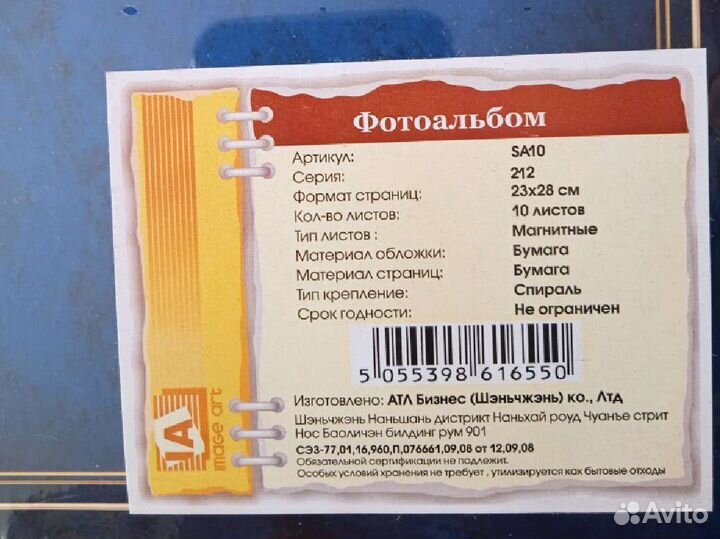 Фотоальбом
Артикул: SA10
Серия: 212
Формат страниц: 23x28 см
Кол-во листов: 10 листов
Тип листов : Магнитные
Материал обложки: Бумага
Материал страниц: Бумага
Тип крепление: Спираль
Срок годности: Не ограничен
5 055398 616550
Изготовлено: АТЛ Бизнес (Шэньчжэнь) ко., Лтд
Шэньчжэнь Наньшань дистрикт Наньхай роуд Чуанъе стрит
Нос Баоличэн билдинг рум 901
СЭЗ-77,01,16,960,П,076661,09,08 от 12,09,08
Обязательной сертификации не подлежит.
Особых условий хранения не требует , утилизируется как бытовые отходы
IA
image art
Avito